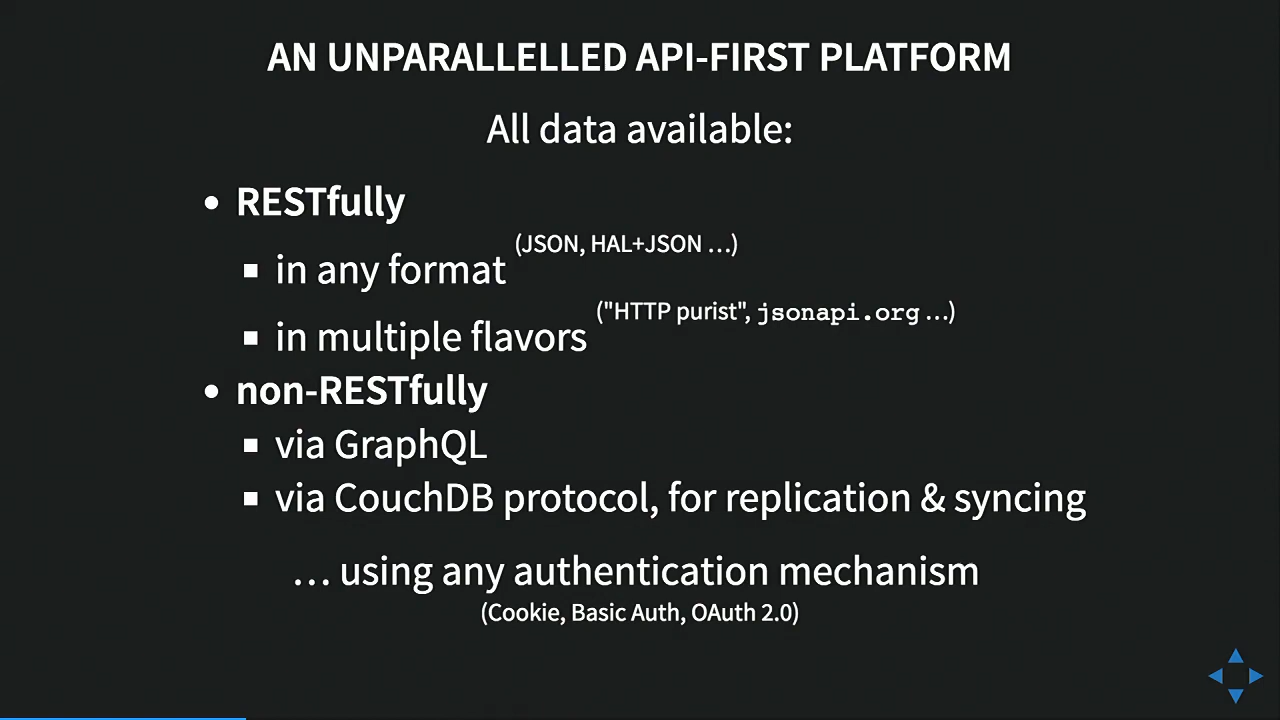 AN UNPARALLELLED API-FIRST PLATFORM
All data available:
• RESTfully
▪ in any format (JSON, HAL+JSON …)
▪ in multiple flavors ("HTTP purist", jsonapi.org …)
• non-RESTfully
▪ via GraphQL
▪ via CouchDB protocol, for replication & syncing
… using any authentication mechanism
(Cookie, Basic Auth, OAuth 2.0)